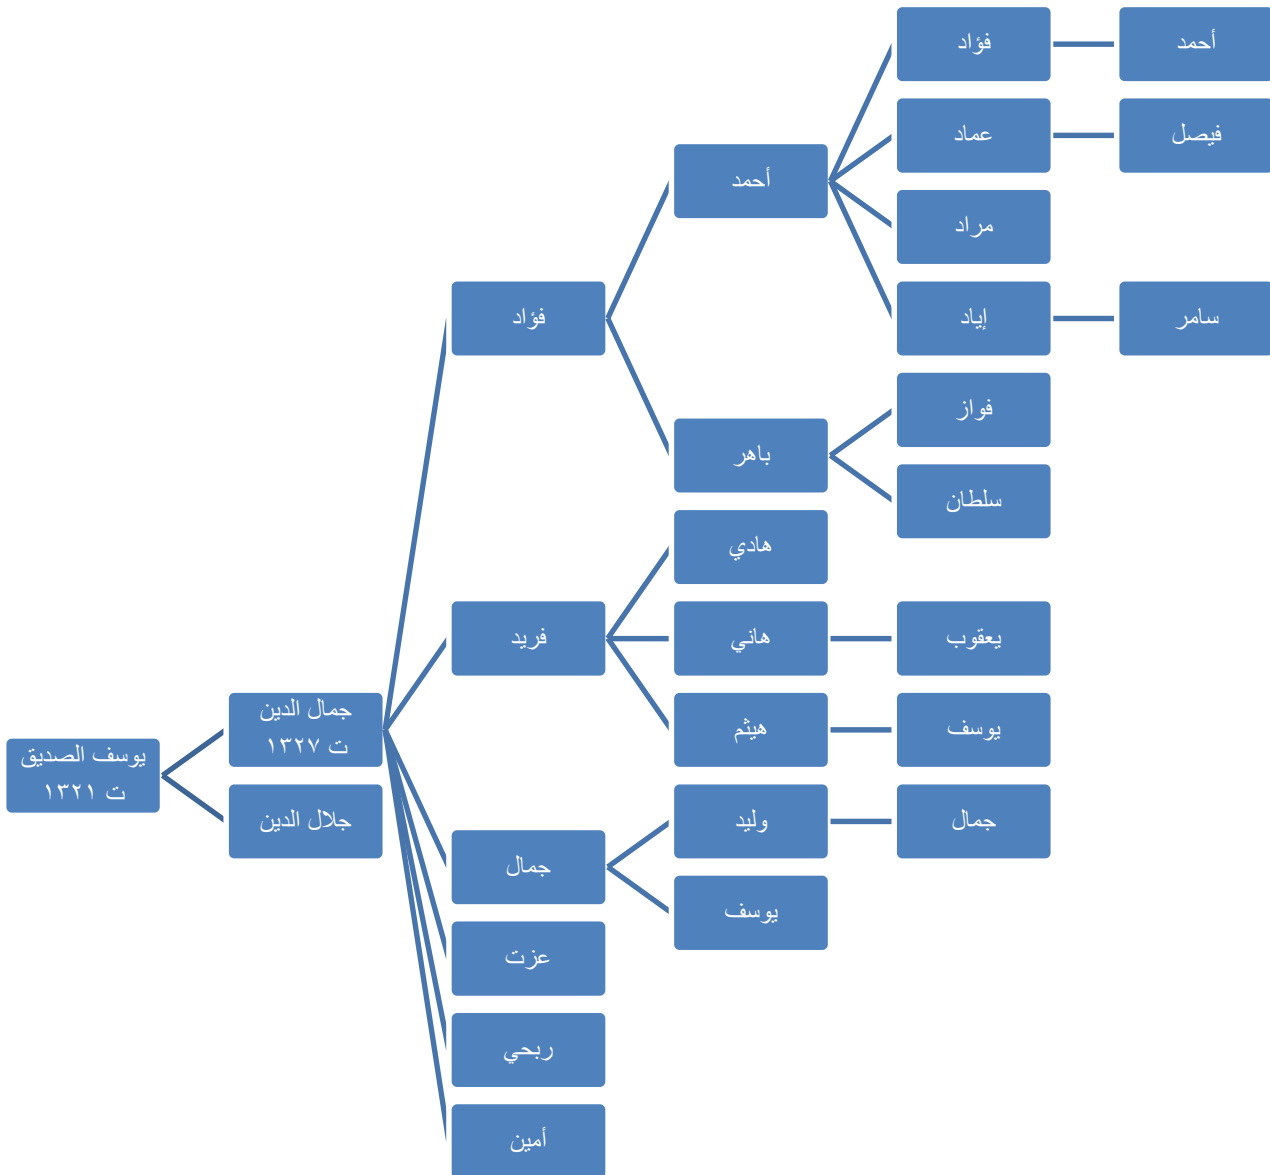 فؤاد
أحمد
عماد
فيصل
أحمد
مراد
فؤاد
إياد
سامر
فواز
باهر
سلطان
هادي
فريد
هاني
يعقوب
جمال الدين
ت ١٣٢٧
هيثم
يوسف
يوسف الصديق
ت ١٣٢١
جلال الدين
وليد
جمال
جمال
يوسف
عزت
ربحي
أمين